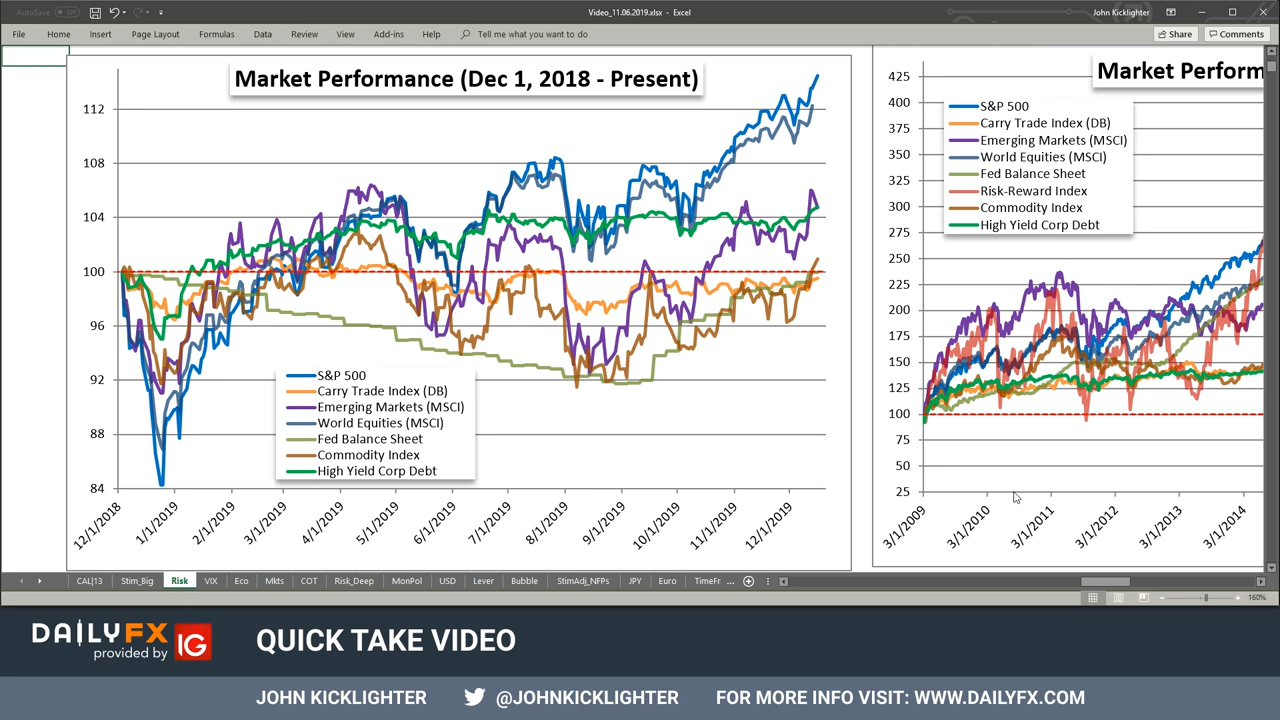 AutoSave Off
Video_11.06.2019.xlsx - Excel
John Kicklighter
File Home Insert Page Layout Formulas Data Review View Add-ins Help Tell me what you want to do
Share Comments
Market Performance (Dec 1, 2018 - Present)
112
108
104
100
96
92
88
84
S&P 500
Carry Trade Index (DB)
Emerging Markets (MSCI)
World Equities (MSCI)
Fed Balance Sheet
Commodity Index
High Yield Corp Debt
12/1/2018 1/1/2019 2/1/2019 3/1/2019 4/1/2019 5/1/2019 6/1/2019 7/1/2019 8/1/2019 9/1/2019 10/1/2019 11/1/2019 12/1/2019
Market Perform
425
400
375
350
325
300
275
250
225
200
175
150
125
100
75
50
25
S&P 500
Carry Trade Index (DB)
Emerging Markets (MSCI)
World Equities (MSCI)
Fed Balance Sheet
Risk-Reward Index
Commodity Index
High Yield Corp Debt
3/1/2009 3/1/2010 3/1/2011 3/1/2012 3/1/2013 3/1/2014
CAL|13 Stim_Big Risk VIX Eco Mkts COT Risk_Deep MonPol USD Lever Bubble StimAdj_NFPs JPY Euro TimeFr ...
160%
DAILYFX
provided by IG
QUICK TAKE VIDEO
JOHN KICKLIGHTER @JOHNKICKLIGHTER FOR MORE INFO VISIT: WWW.DAILYFX.COM